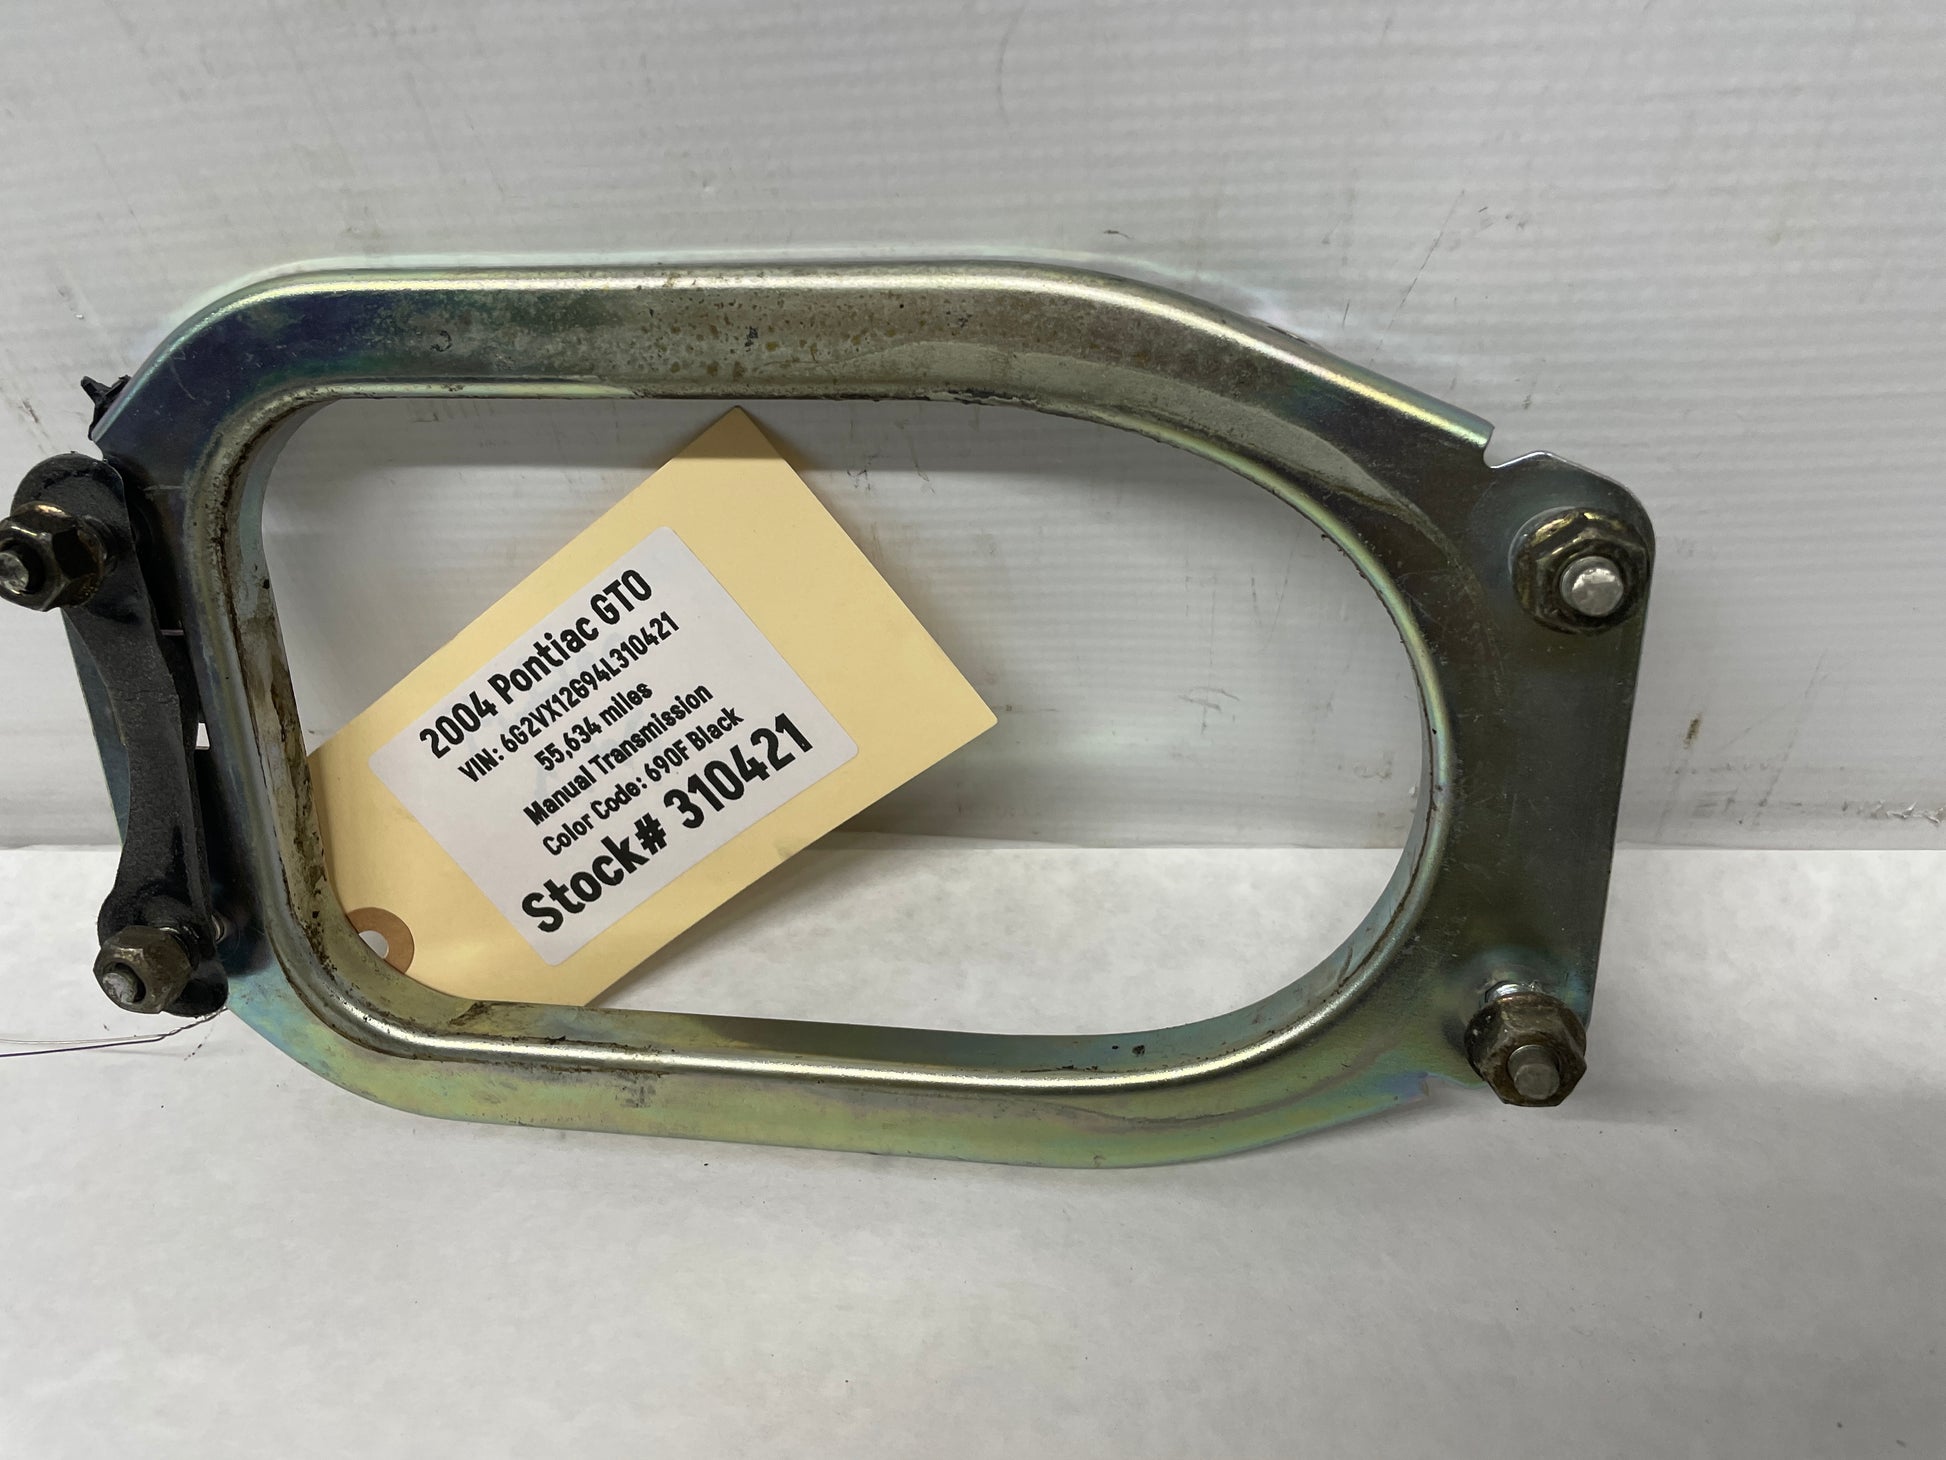 2004 Pontiac GTO
VIN: 6G2VX12G94L310421
55,634 miles
Manual Transmission
Color Code: 690F Black
Stock# 310421